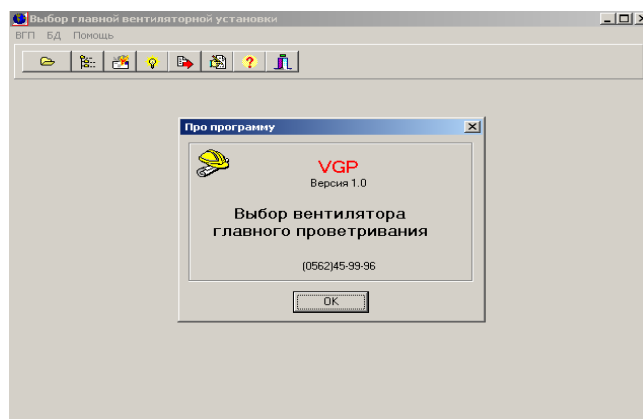 Выбор главной вентиляторной установки
ВГП БД Помощь
Про программу
VGP
Версия 1.0
Выбор вентилятора
главного проветривания
(0562)45-99-96
OK